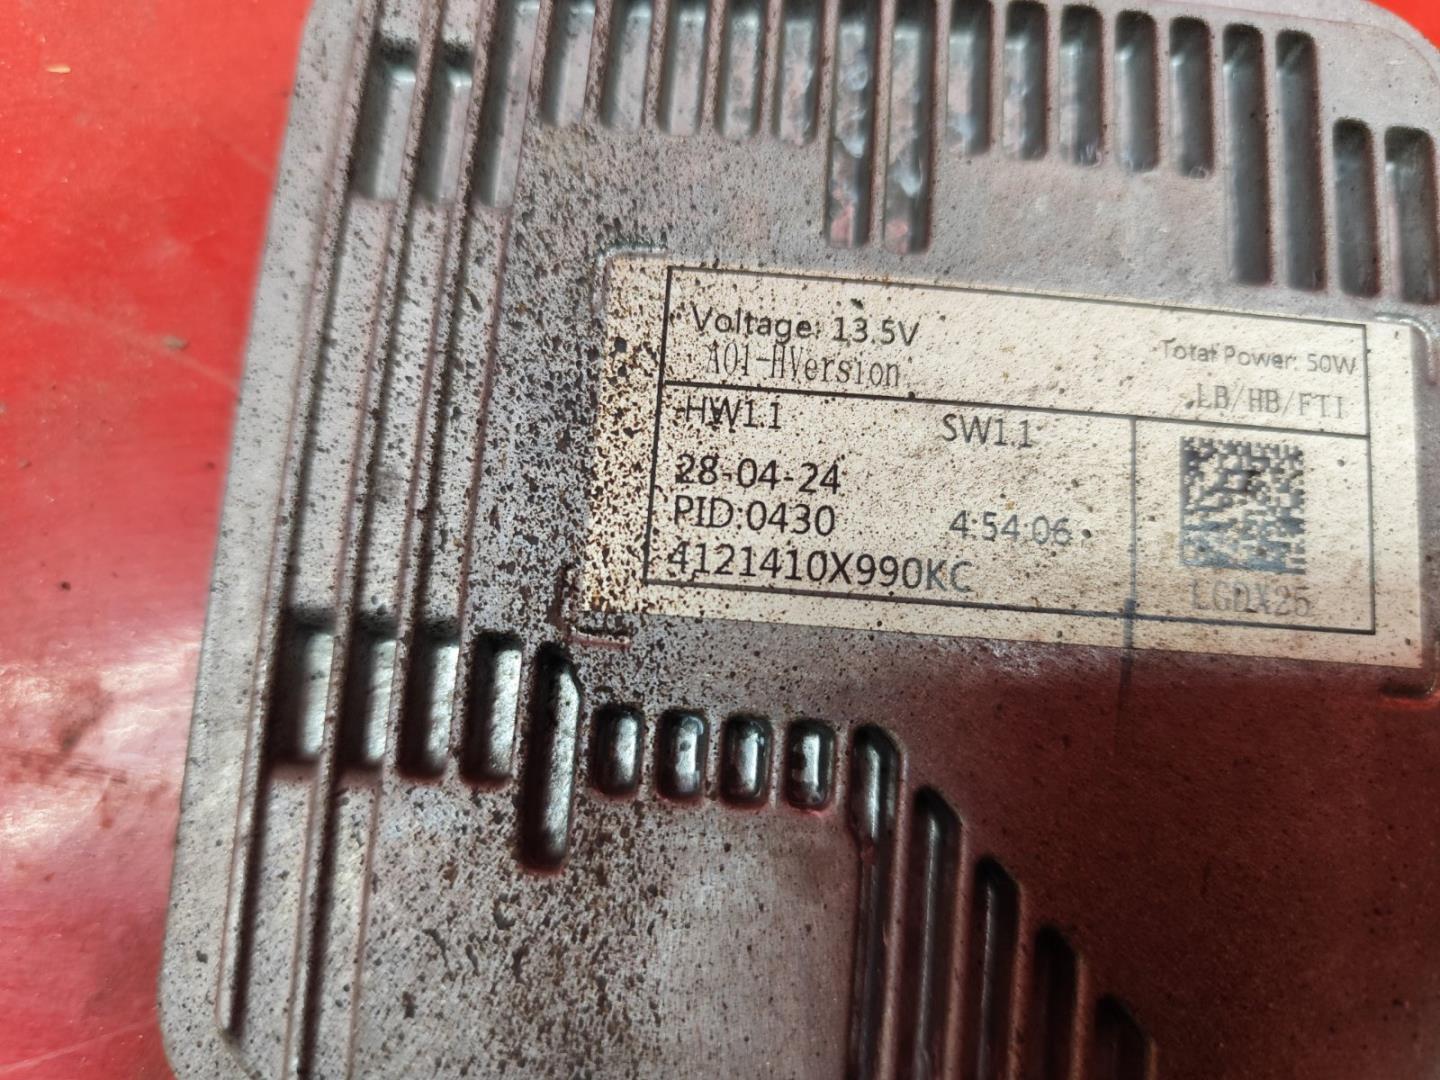 Voltage: 13.5V
Total Power: 50W
A01-HVersion
LB/HB/FTI
HW1.1
SW1.1
28-04-24
PID:0430
4:54:06
4121410X990KC
LGDX25